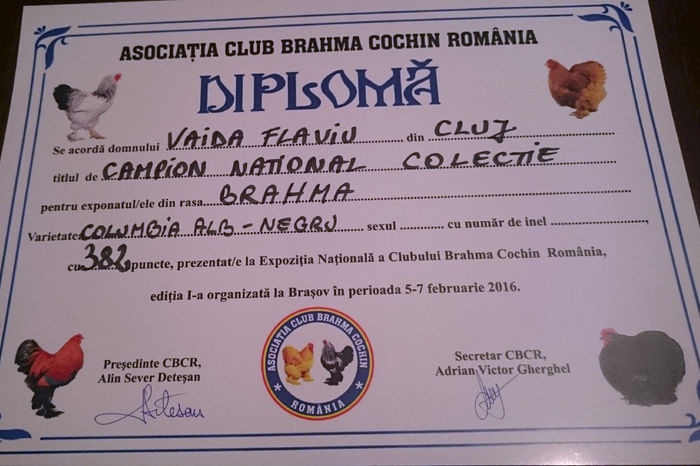 ASOCIAȚIA CLUB BRAHMA COCHIN ROMÂNIA
DIPLOMĂ
Se acordă domnului VAIDA FLAVIU din CLUJ
titlul de CAMPION NATIONAL COLECTIE
pentru exponatul/ele din rasa BRAHMA
Varietatea COLUMBIA ALB-NEGRU sexul ............ cu număr de inel ..........................,
cu 382 puncte, prezentat/e la Expoziția Națională a Clubului Brahma Cochin România,
ediția I-a organizată la Brașov în perioada 5-7 februarie 2016.
Președinte CBCR,
Alin Sever Deteșan
ASOCIAȚIA CLUB BRAHMA COCHIN
ROMÂNIA
Secretar CBCR,
Adrian Victor Gherghel